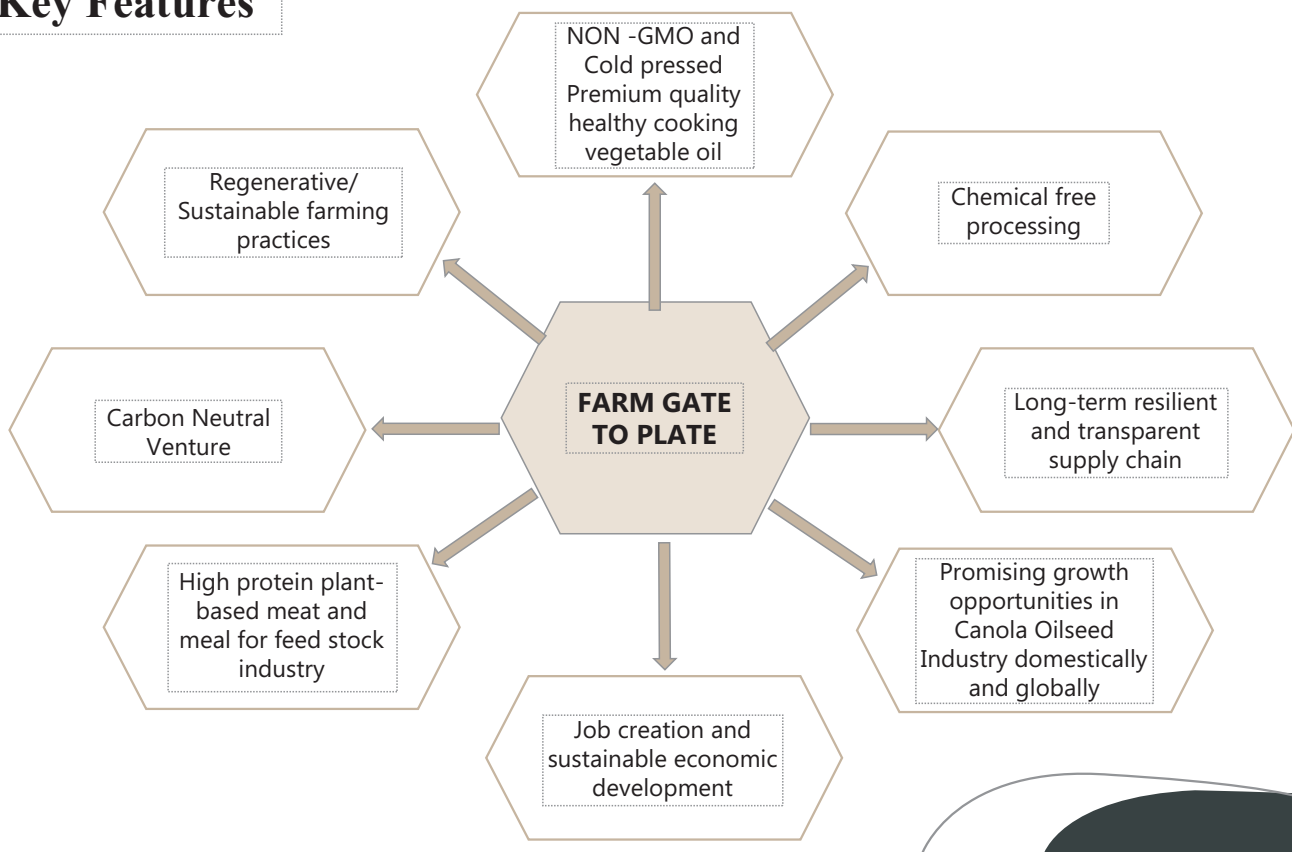 Key Features
NON -GMO and
Cold pressed
Premium quality
healthy cooking
vegetable oil
Regenerative/
Sustainable farming
practices
Chemical free
processing
FARM GATE
TO PLATE
Carbon Neutral
Venture
Long-term resilient
and transparent
supply chain
High protein plant-
based meat and
meal for feed stock
industry
Promising growth
opportunities in
Canola Oilseed
Industry domestically
and globally
Job creation and
sustainable economic
development